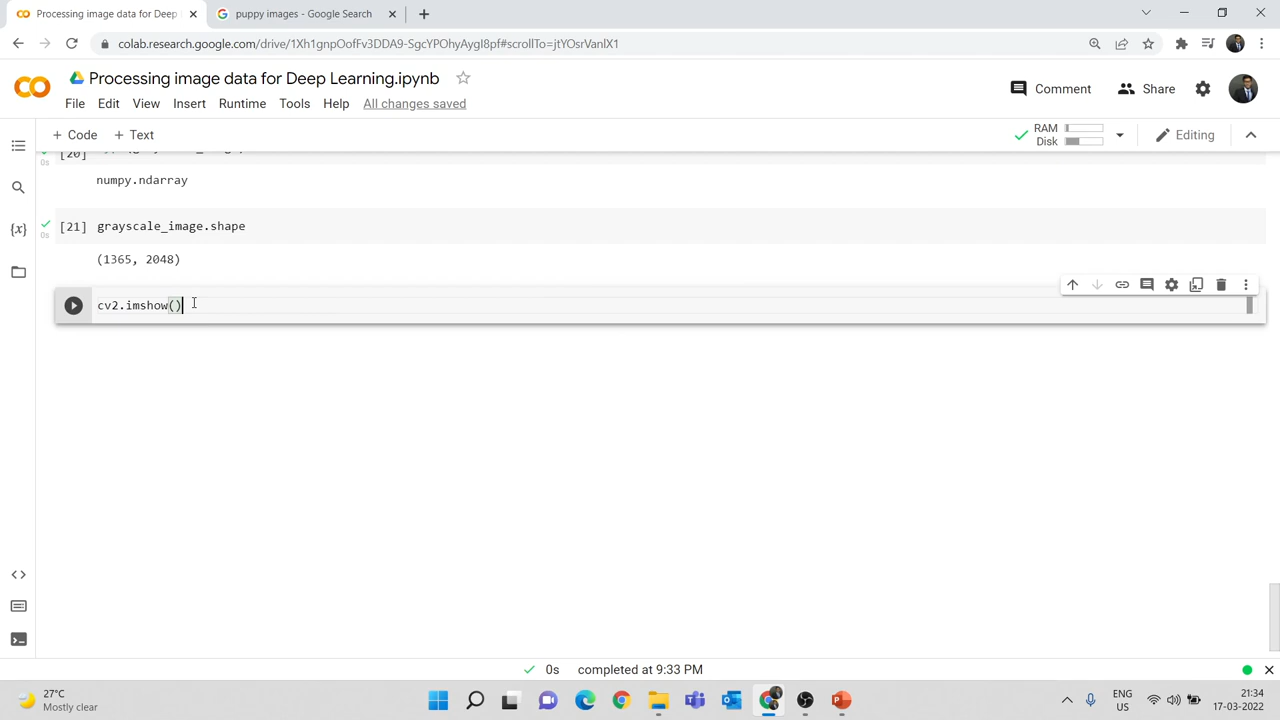 Processing image data for Deep
puppy images - Google Search
colab.research.google.com/drive/1Xh1gnpOofFv3DDA9-SgcYPOhyAygI8pf#scrollTo=jtYOsrVanlX1
CO Processing image data for Deep Learning.ipynb
Comment Share
File Edit View Insert Runtime Tools Help All changes saved
+ Code + Text
RAM
Disk
Editing
[20]
0s
numpy.ndarray
[21] grayscale_image.shape
0s
(1365, 2048)
cv2.imshow()
{x}
0s completed at 9:33 PM
27°C
Mostly clear
ENG
US
21:34
17-03-2022